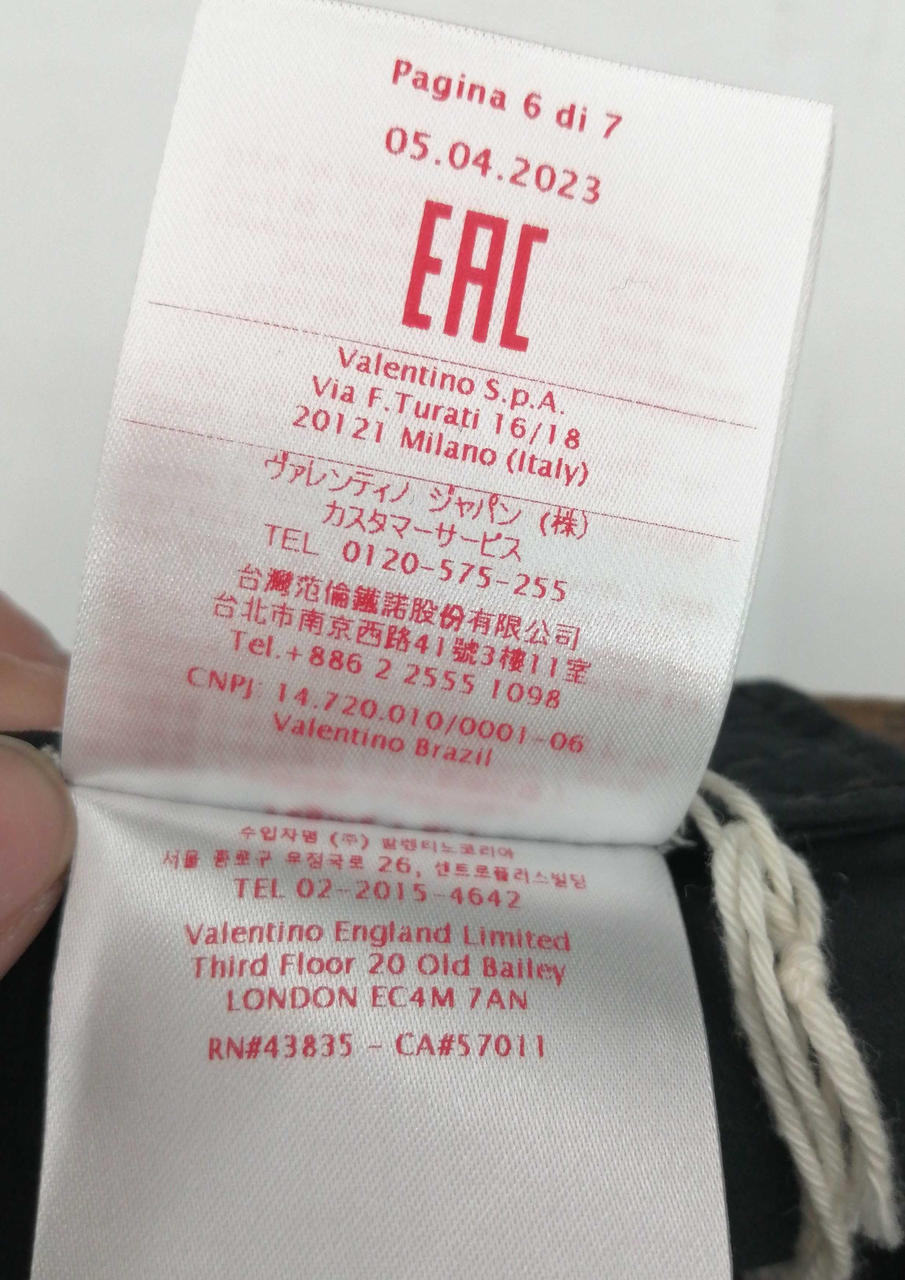 Pagina 6 di 7
05.04.2023
EAC
Valentino S.p.A.
Via F.Turati 16/18
20121 Milano (Italy)
ヴァレンティノ ジャパン (株)
カスタマーサービス
TEL 0120-575-255
台灣范倫鐵諾股份有限公司
台北市南京西路41號3樓11室
Tel.+886 2 2555 1098
CNPJ: 14.720.010/0001-06
Valentino Brazil
수입자명 (주) 발렌티노코리아
서울 종로구 우정국로 26, 센트로폴리스빌딩
TEL 02-2015-4642
Valentino England Limited
Third Floor 20 Old Bailey
LONDON EC4M 7AN
RN#43835 - CA#57011